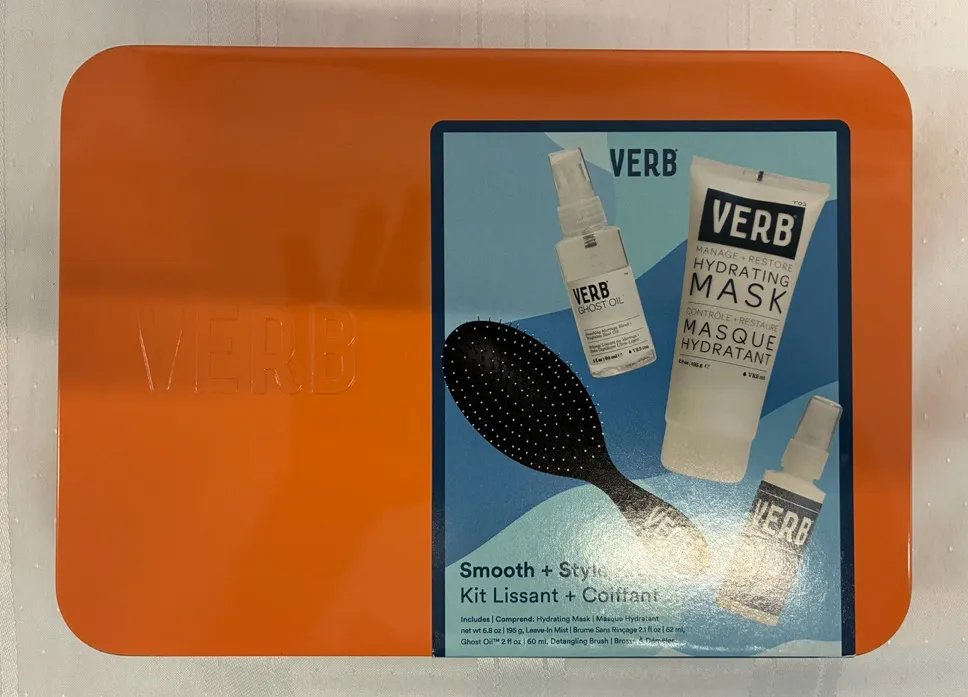 VERB
VERB
VERB
GHOST OIL
VERB
MANAGE + RESTORE
HYDRATING
MASK
CONTRÔLE + RESTAURE
MASQUE
HYDRATANT
VERB
Smooth + Style
Kit Lissant + Coiffant
Includes | Comprend: Hydrating Mask | Masque Hydratant
net wt 6.8 oz | 195 g, Leave-In Mist | Brume Sans Rinçage 2.1 fl oz | 62 ml,
Ghost Oil™ 2 fl oz | 60 ml, Detangling Brush | Brosse À Démêler